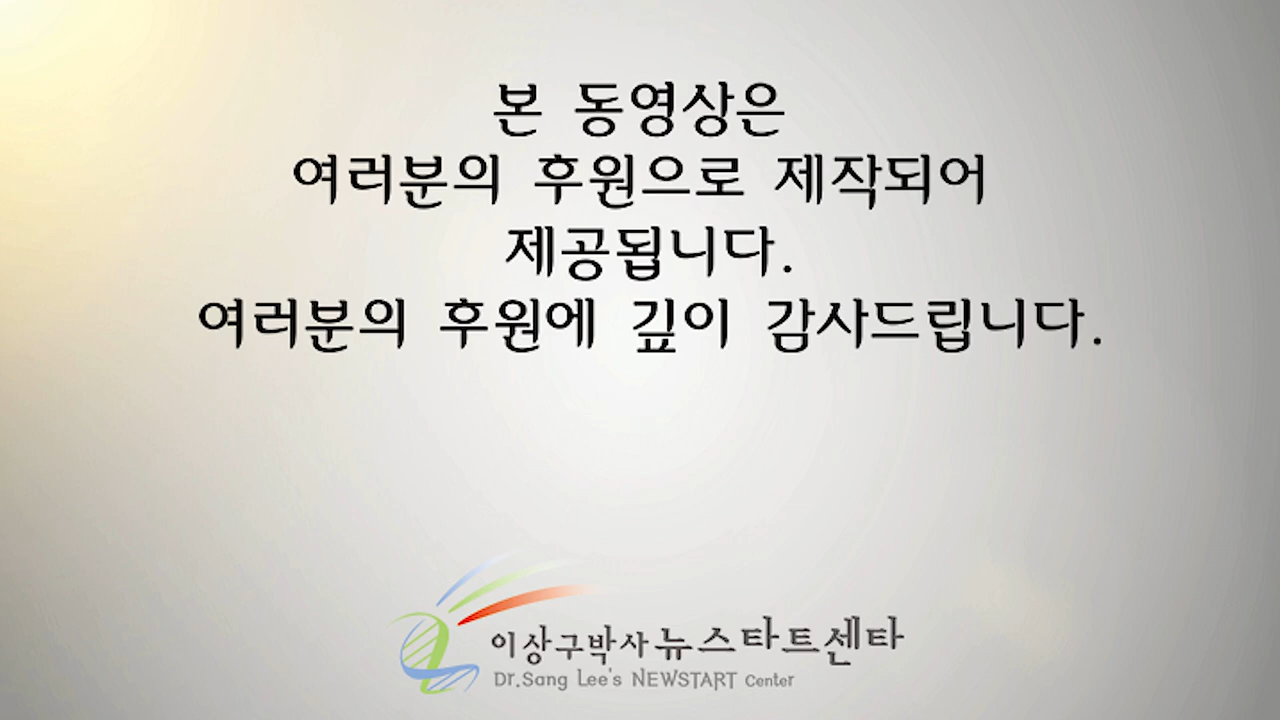 본 동영상은
여러분의 후원으로 제작되어
제공됩니다.
여러분의 후원에 깊이 감사드립니다.
이상구박사 뉴스타트센타
Dr.Sang Lee's NEWSTART Center